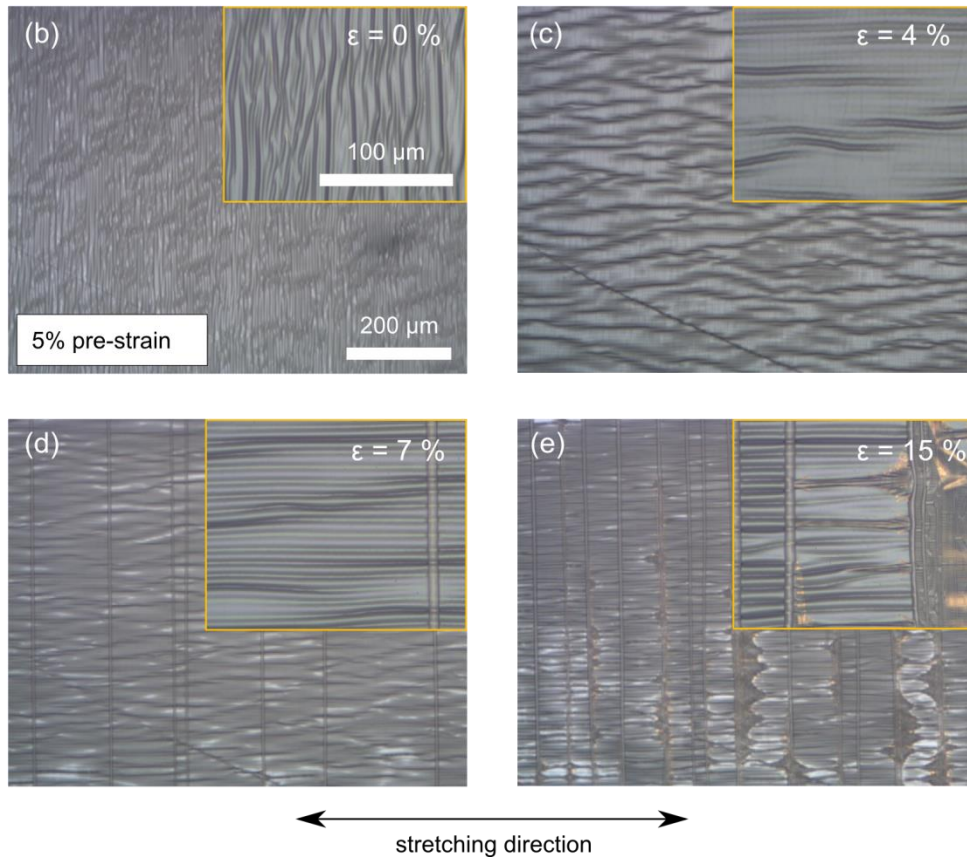 (b)
ε = 0 %
100 μm
5% pre-strain
200 μm
(c)
ε = 4 %
(d)
ε = 7 %
(e)
ε = 15 %
stretching direction